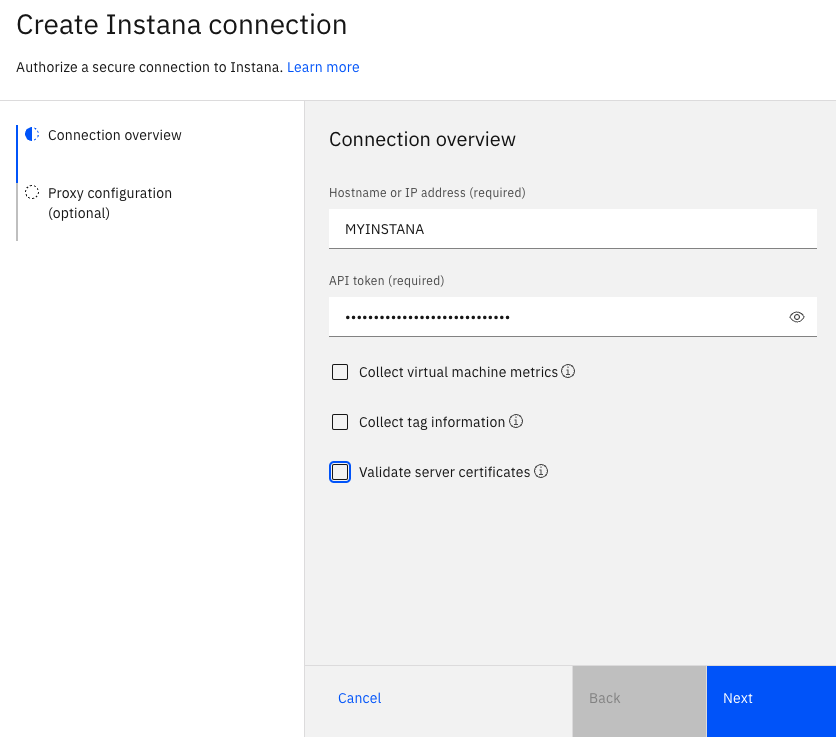 Create Instana connection
Authorize a secure connection to Instana. Learn more
Connection overview
Proxy configuration
(optional)
Connection overview
Hostname or IP address (required)
MYINSTANA
API token (required)
•••••••••••••••••••••••••••••
Collect virtual machine metrics
Collect tag information
Validate server certificates
Cancel
Back
Next